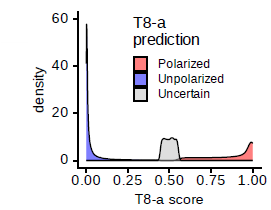 T8-a
prediction
Polarized
Unpolarized
Uncertain
density
60
40
20
0
0.00 0.25 0.50 0.75 1.00
T8-a score